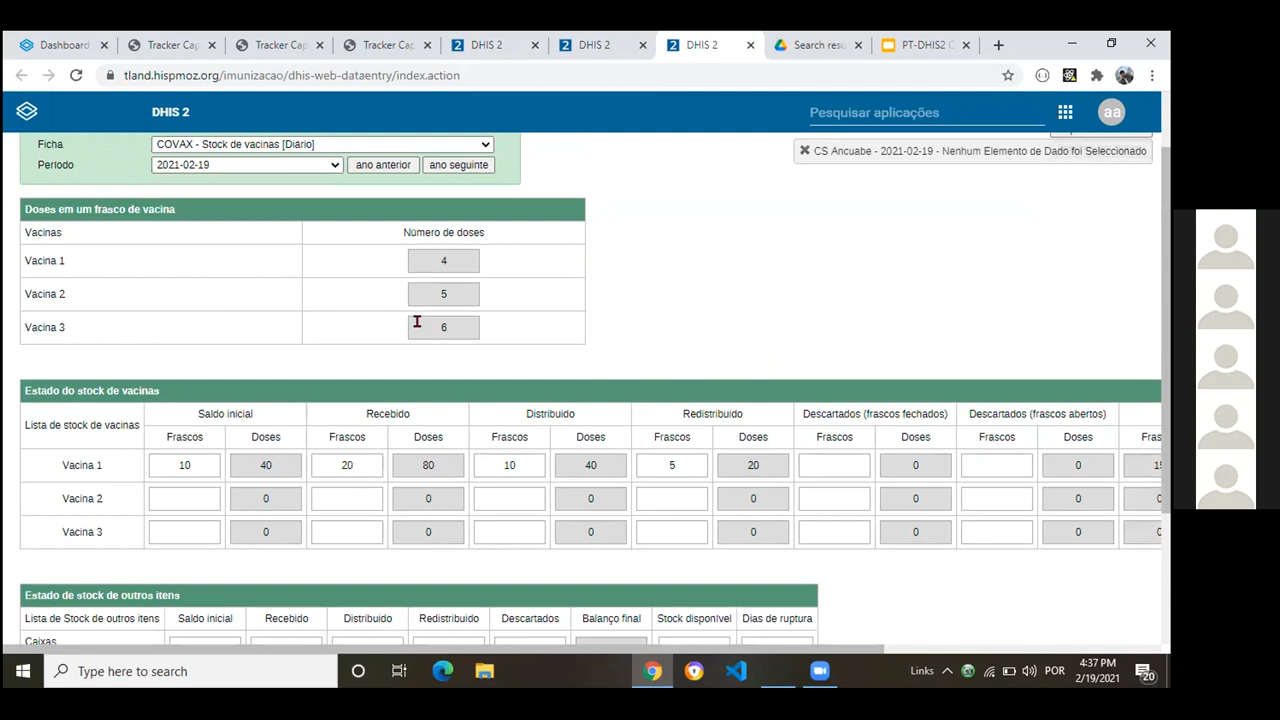 Dashboard
Tracker Cap
Tracker Cap
Tracker Cap
DHIS 2
DHIS 2
DHIS 2
Search resu
PT-DHIS2 C
tland.hispmoz.org/imunizacao/dhis-web-dataentry/index.action
DHIS 2
Pesquisar aplicações
aa
Ficha
COVAX - Stock de vacinas [Diario]
Período
2021-02-19
ano anterior
ano seguinte
CS Ancuabe - 2021-02-19 - Nenhum Elemento de Dado foi Seleccionado
Doses em um frasco de vacina
Vacinas Número de doses
Vacina 1 4
Vacina 2 5
Vacina 3 6
Estado do stock de vacinas
Lista de stock de vacinas Saldo inicial Recebido Distribuido Redistribuido Descartados (frascos fechados) Descartados (frascos abertos)
Frascos Doses Frascos Doses Frascos Doses Frascos Doses Frascos Doses Frascos Doses Fras
Vacina 1 10 40 20 80 10 40 5 20 0 0 15
Vacina 2 0 0 0 0 0 0 0
Vacina 3 0 0 0 0 0 0 0
Estado de stock de outros itens
Lista de Stock de outros itens Saldo inicial Recebido Distribuido Redistribuido Descartados Balanço final Stock disponível Dias de ruptura
Caixas
Type here to search
Links
POR
4:37 PM
2/19/2021
20